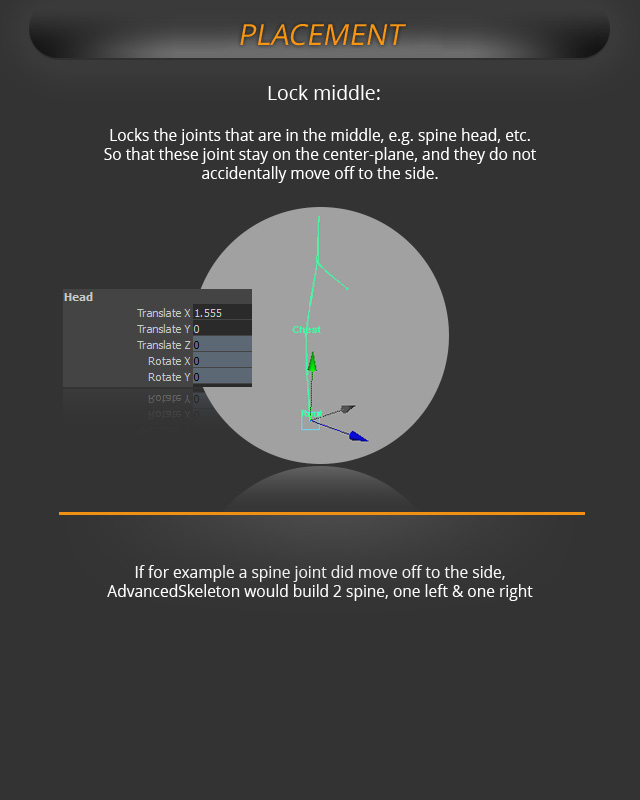 PLACEMENT
Lock middle:
Locks the joints that are in the middle, e.g. spine head, etc.
So that these joint stay on the center-plane, and they do not
accidentally move off to the side.
Head
Translate X 1.555
Translate Y 0
Translate Z 0
Rotate X 0
Rotate Y 0
Chest
If for example a spine joint did move off to the side,
AdvancedSkeleton would build 2 spine, one left & one right